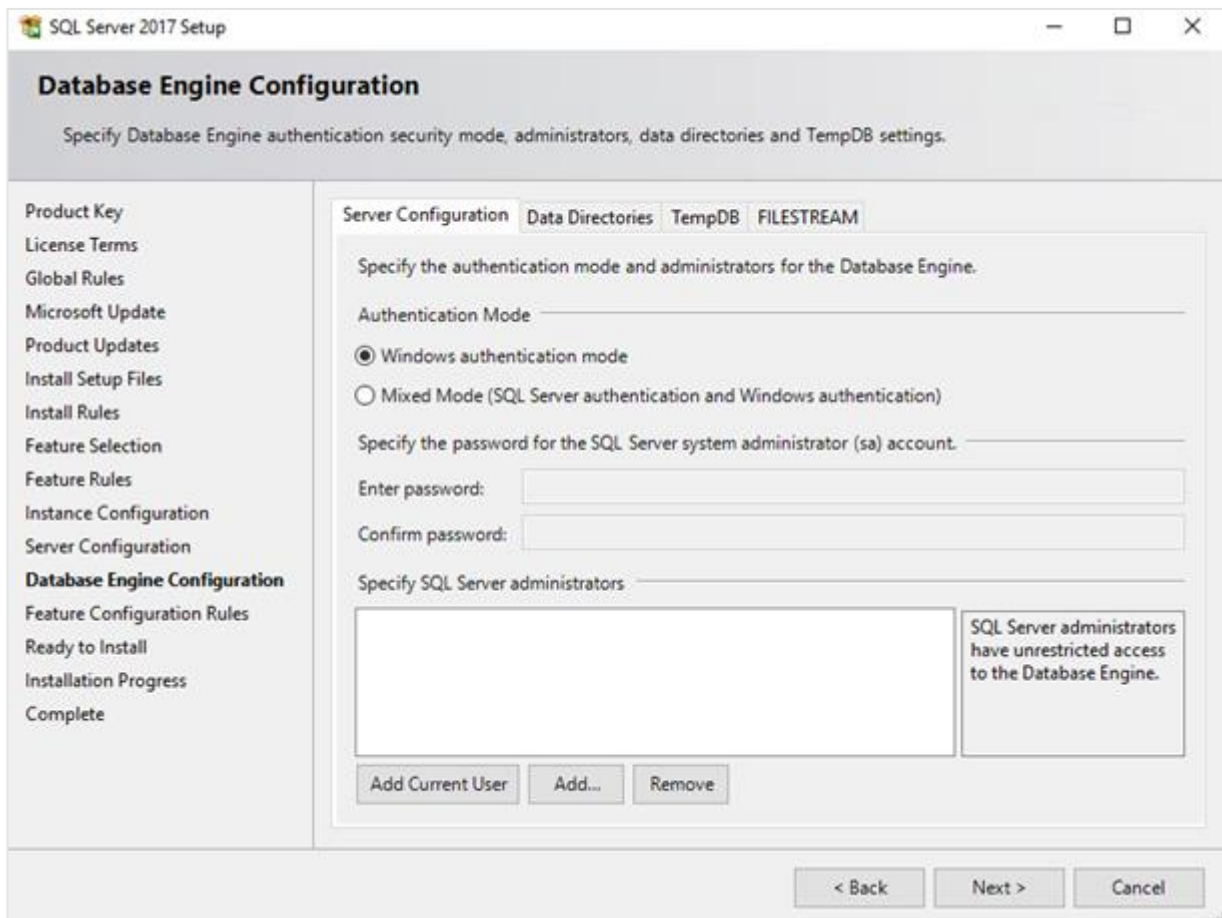 SQL Server 2017 Setup
Database Engine Configuration
Specify Database Engine authentication security mode, administrators, data directories and TempDB settings.
Product Key
License Terms
Global Rules
Microsoft Update
Product Updates
Install Setup Files
Install Rules
Feature Selection
Feature Rules
Instance Configuration
Server Configuration
Database Engine Configuration
Feature Configuration Rules
Ready to Install
Installation Progress
Complete
Server Configuration Data Directories TempDB FILESTREAM
Specify the authentication mode and administrators for the Database Engine.
Authentication Mode
Windows authentication mode
Mixed Mode (SQL Server authentication and Windows authentication)
Specify the password for the SQL Server system administrator (sa) account.
Enter password:
Confirm password:
Specify SQL Server administrators
SQL Server administrators
have unrestricted access
to the Database Engine.
Add Current User Add... Remove
< Back Next > Cancel